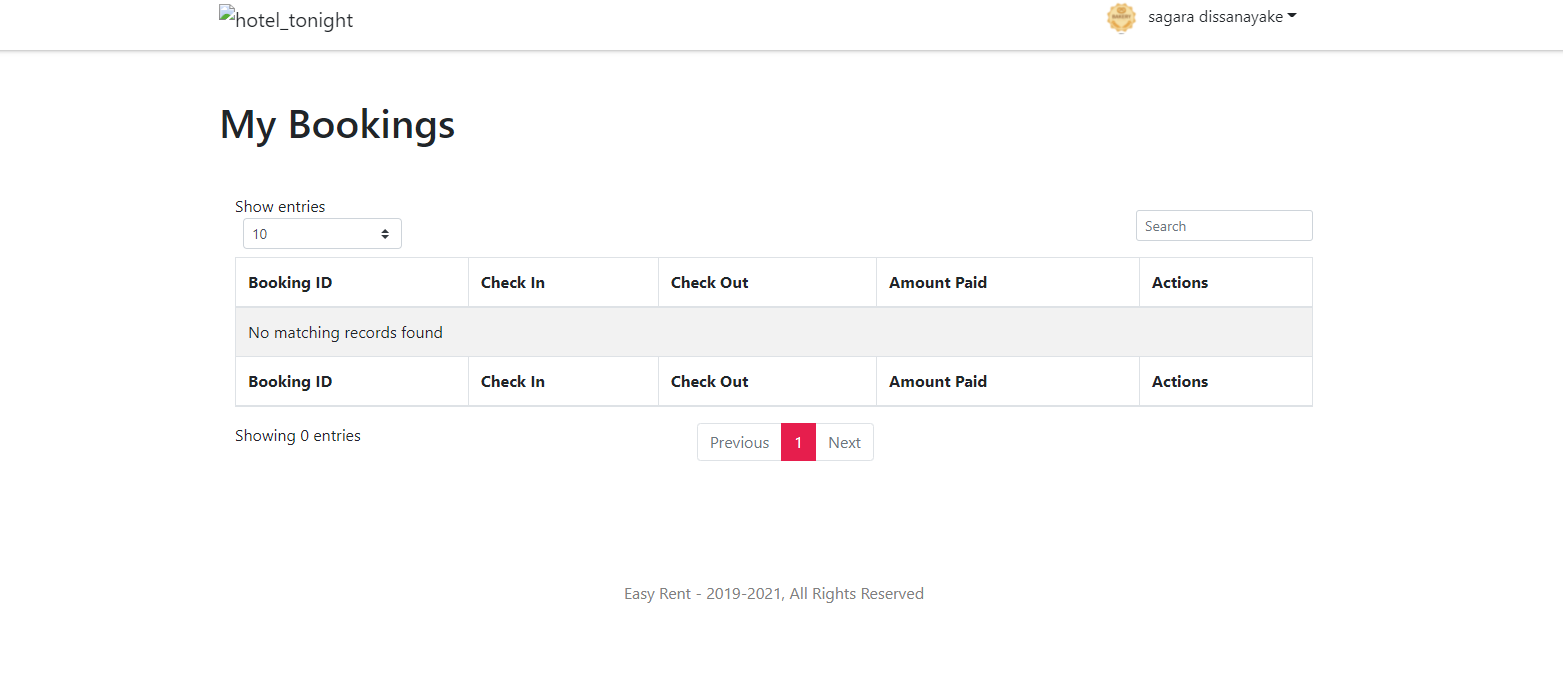 hotel_tonight
sagara dissanayake
My Bookings
Show entries
10
Search
Booking ID Check In Check Out Amount Paid Actions
No matching records found
Booking ID Check In Check Out Amount Paid Actions
Showing 0 entries
Previous 1 Next
Easy Rent - 2019-2021, All Rights Reserved